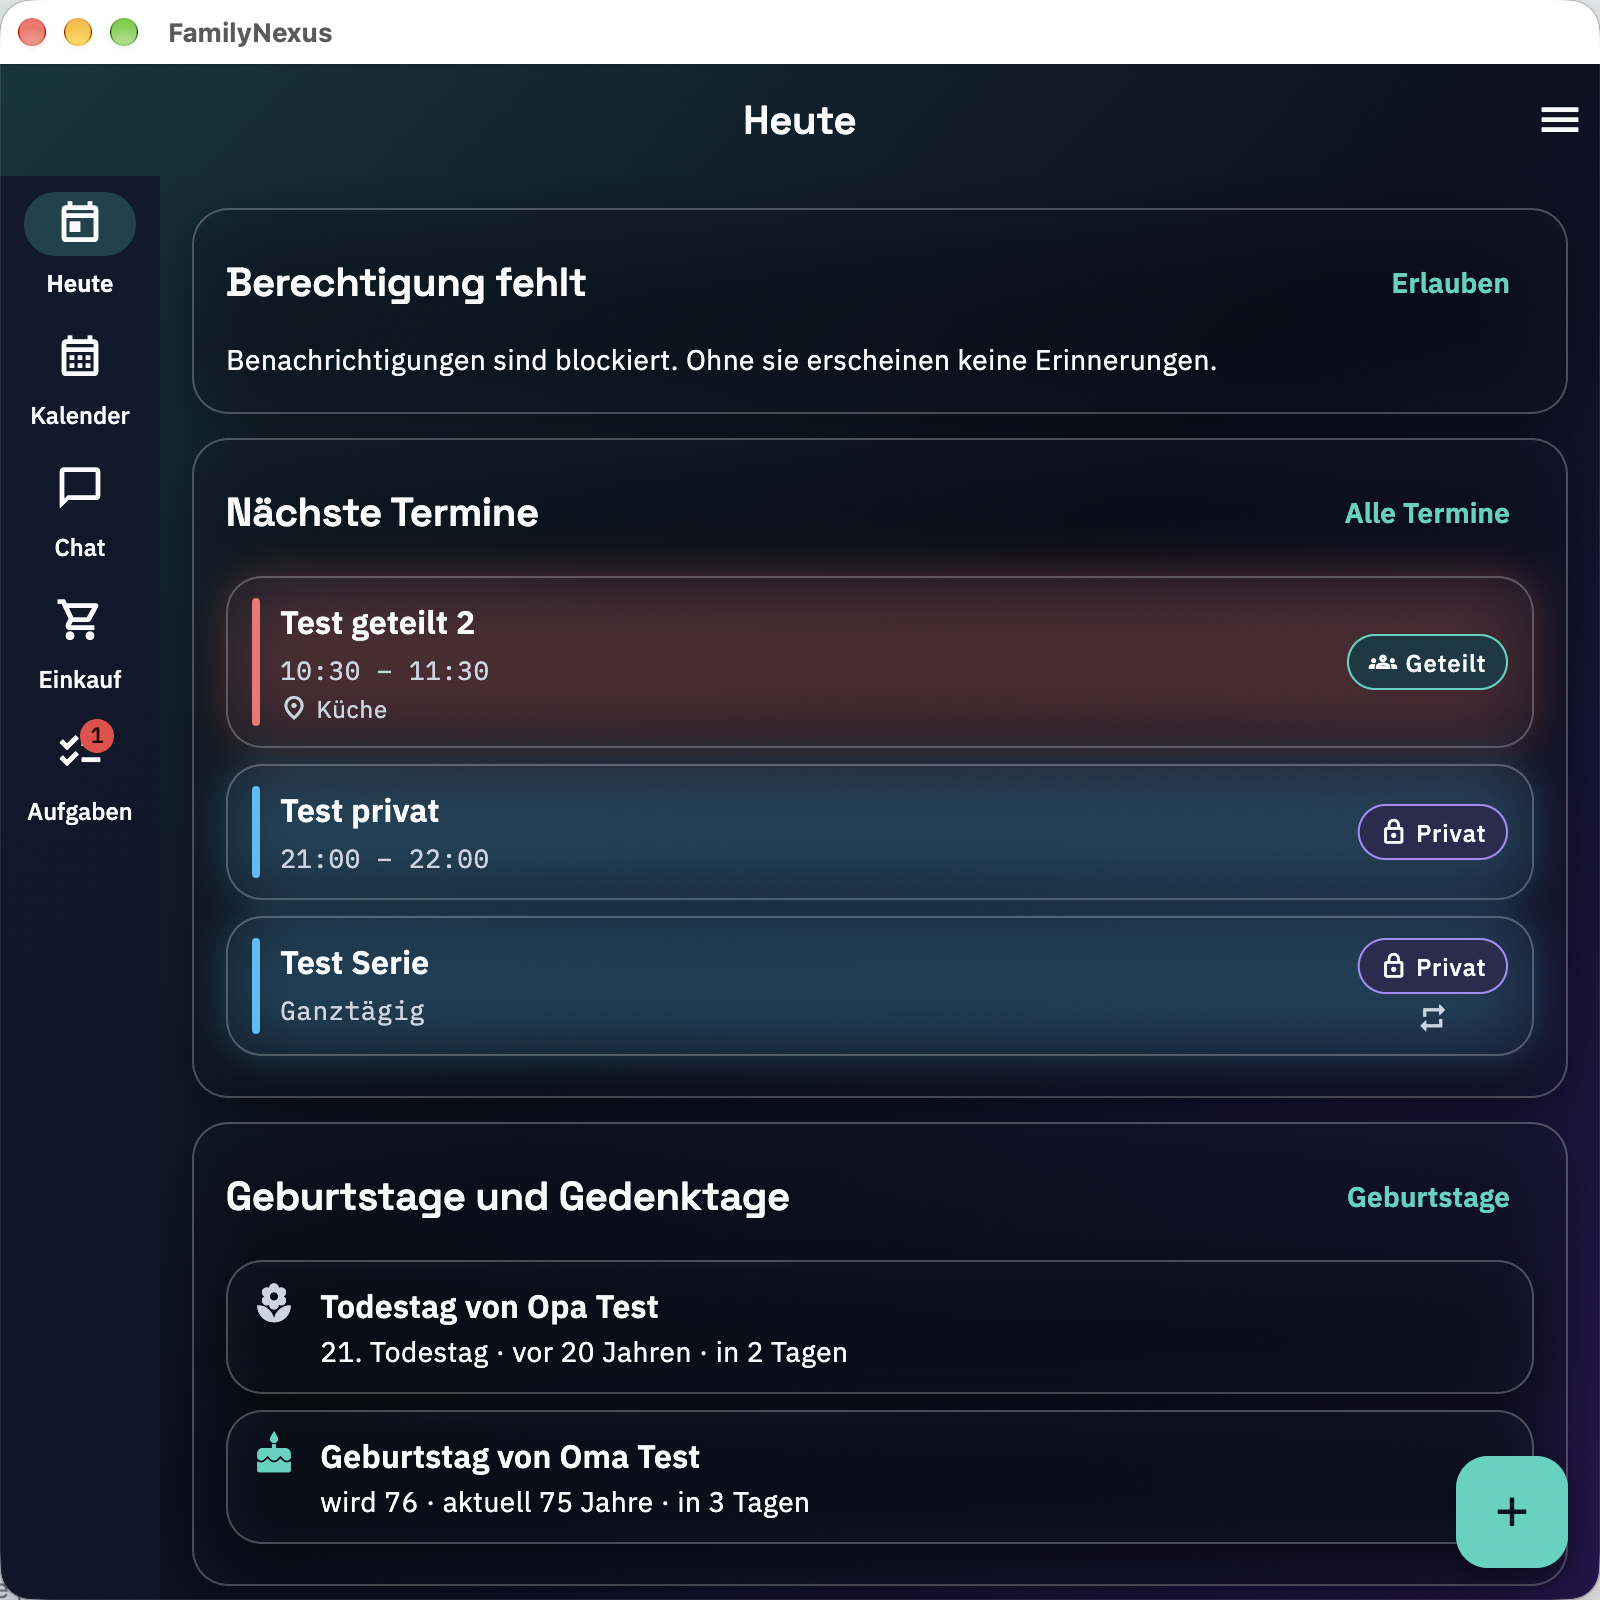 FamilyNexus
Heute
Heute
Kalender
Chat
Einkauf
1
Aufgaben
Berechtigung fehlt
Erlauben
Benachrichtigungen sind blockiert. Ohne sie erscheinen keine Erinnerungen.
Nächste Termine
Alle Termine
Test geteilt 2
10:30 – 11:30
Küche
Geteilt
Test privat
21:00 – 22:00
Privat
Test Serie
Ganztägig
Privat
Geburtstage und Gedenktage
Geburtstage
Todestag von Opa Test
21. Todestag · vor 20 Jahren · in 2 Tagen
Geburtstag von Oma Test
wird 76 · aktuell 75 Jahre · in 3 Tagen
+